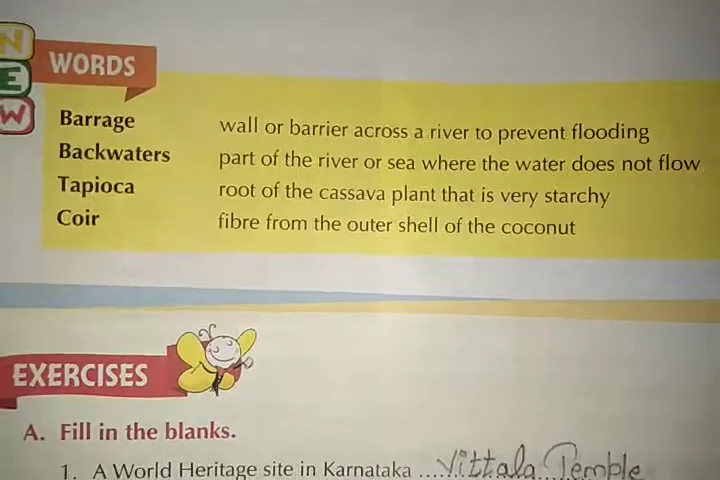 NEW WORDS
Barrage wall or barrier across a river to prevent flooding
Backwaters part of the river or sea where the water does not flow
Tapioca root of the cassava plant that is very starchy
Coir fibre from the outer shell of the coconut
EXERCISES
A. Fill in the blanks.
1. A World Heritage site in Karnataka ....Vittala Temple